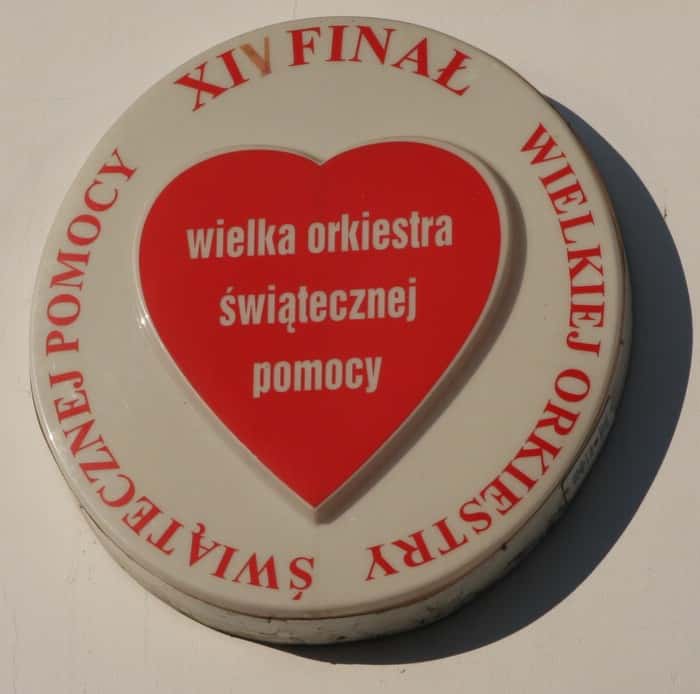 XIV FINAŁ WIELKIEJ ORKIESTRY ŚWIĄTECZNEJ POMOCY
wielka orkiestra
świątecznej
pomocy